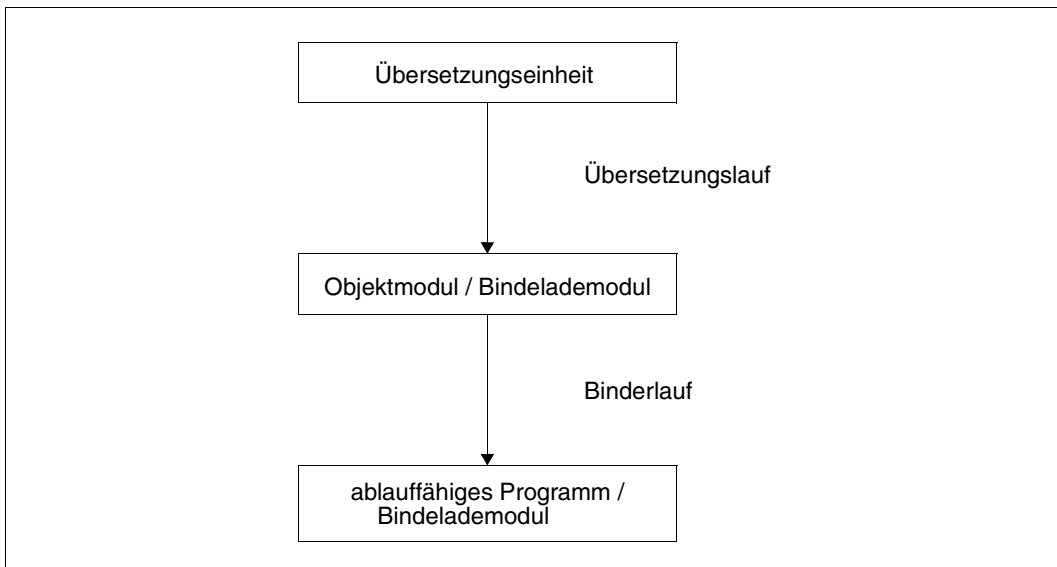 Übersetzungseinheit
Übersetzungslauf
Objektmodul / Bindelademodul
Binderlauf
ablauffähiges Programm /
Bindelademodul